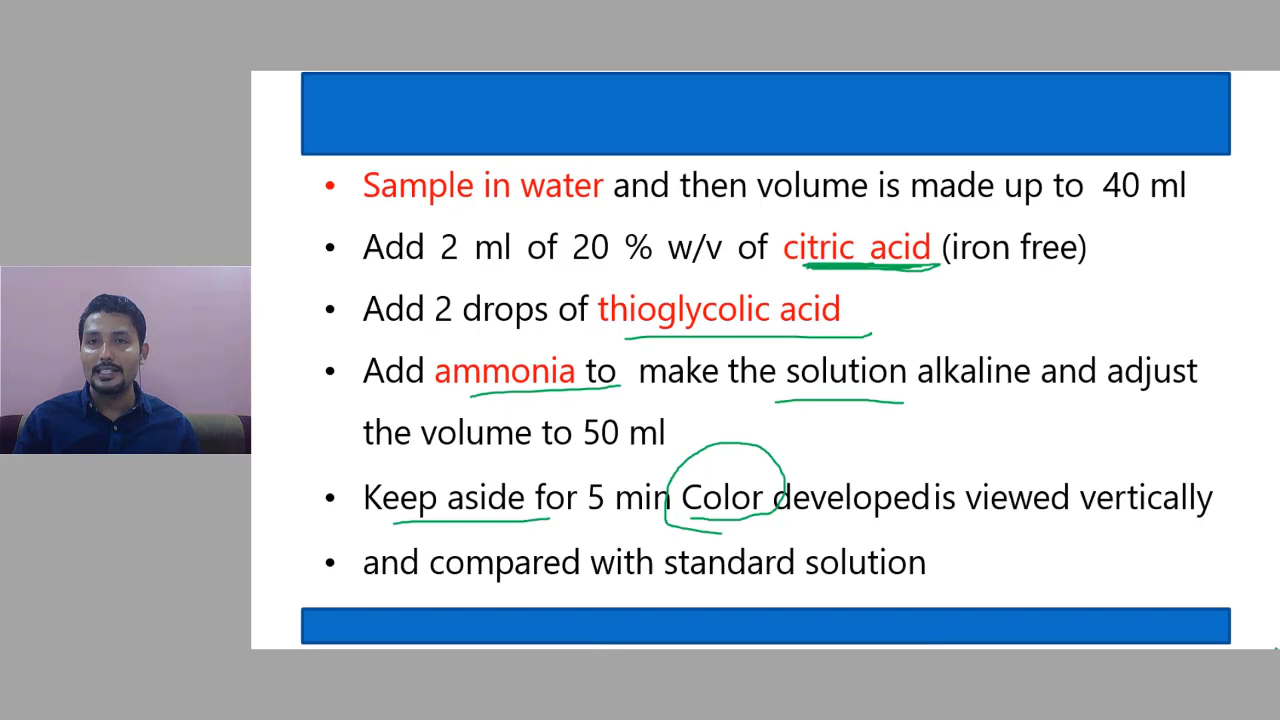 • Sample in water and then volume is made up to 40 ml
• Add 2 ml of 20 % w/v of citric acid (iron free)
• Add 2 drops of thioglycolic acid
• Add ammonia to make the solution alkaline and adjust
the volume to 50 ml
• Keep aside for 5 min Color developed is viewed vertically
• and compared with standard solution